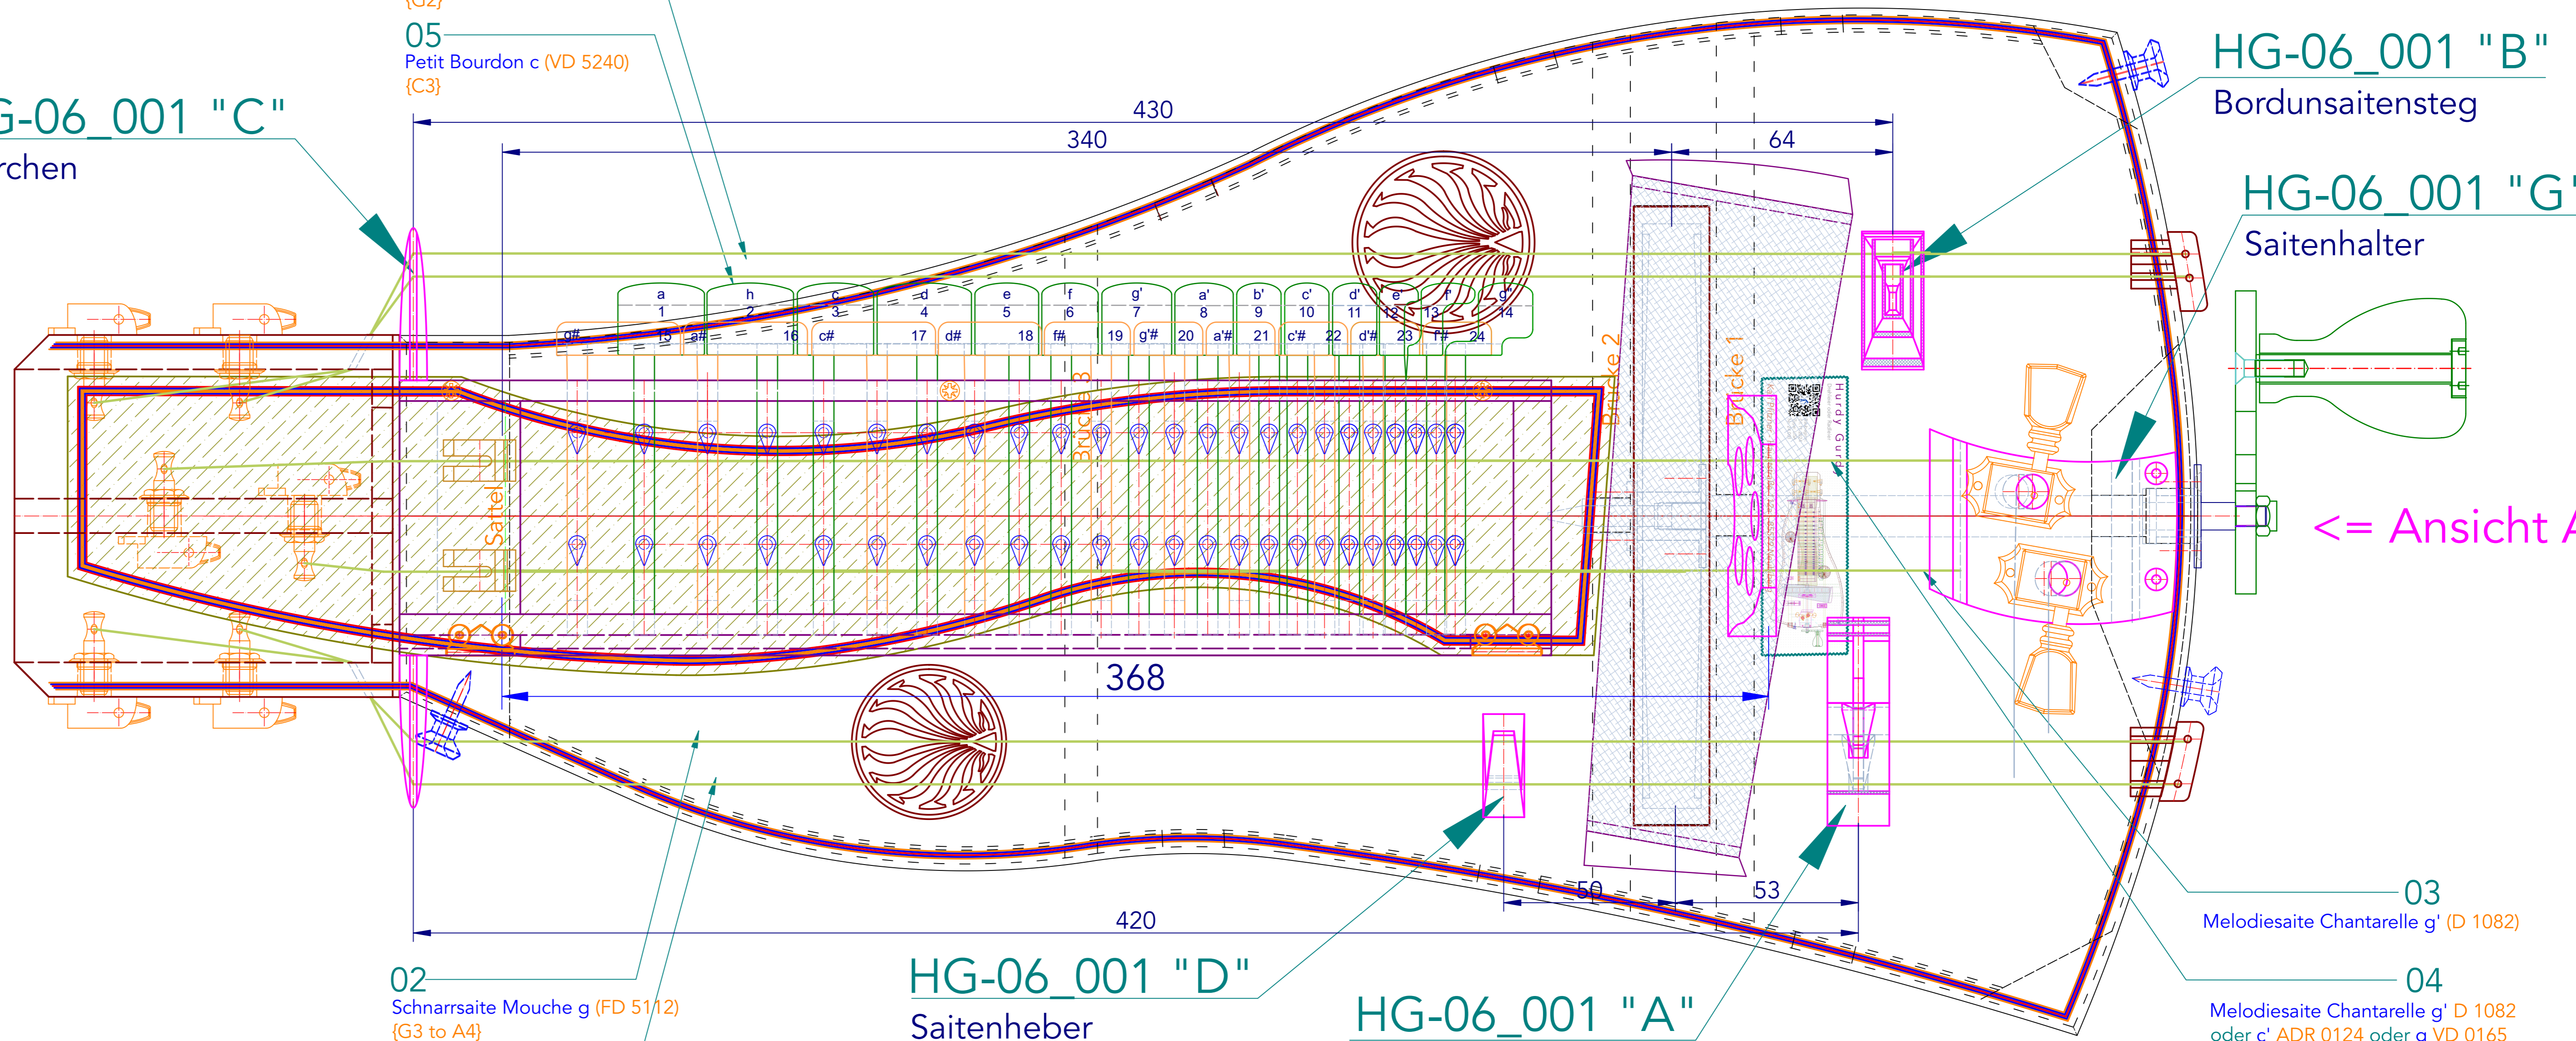 {G2}
05
Petit Bourdon c (VD 5240)
{C3}
G-06_001 "C"
rchen
HG-06_001 "B"
Bordunsaitensteg
HG-06_001 "G"
Saitenhalter
430
340
64
a h c d e f g' a' b' c' d' e' f' g''
1 2 3 4 5 6 7 8 9 10 11 12 13 14
g# 15 a# 16 c# 17 d# 18 f# 19 g'# 20 a'# 21 c'# 22 d'# 23 f'# 24
Brücke 3
Brücke 2
Brücke 1
Hurdy Gurdy
Sattel
<= Ansicht A
368
50
53
420
03
Melodiesaite Chantarelle g' (D 1082)
02
Schnarrsaite Mouche g (FD 5112)
{G3 to A4}
HG-06_001 "D"
Saitenheber
HG-06_001 "A"
04
Melodiesaite Chantarelle g' D 1082
oder c' ADR 0124 oder g VD 0165